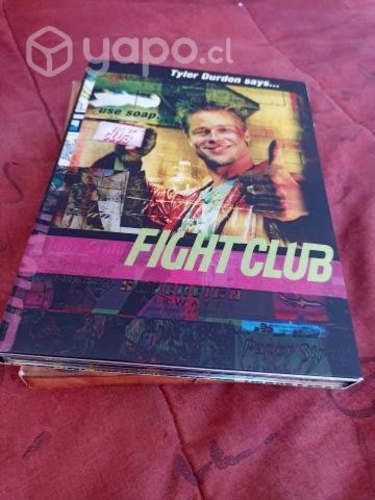 yapo.cl
Tyler Durden says...
use soap.
FIGHT CLUB